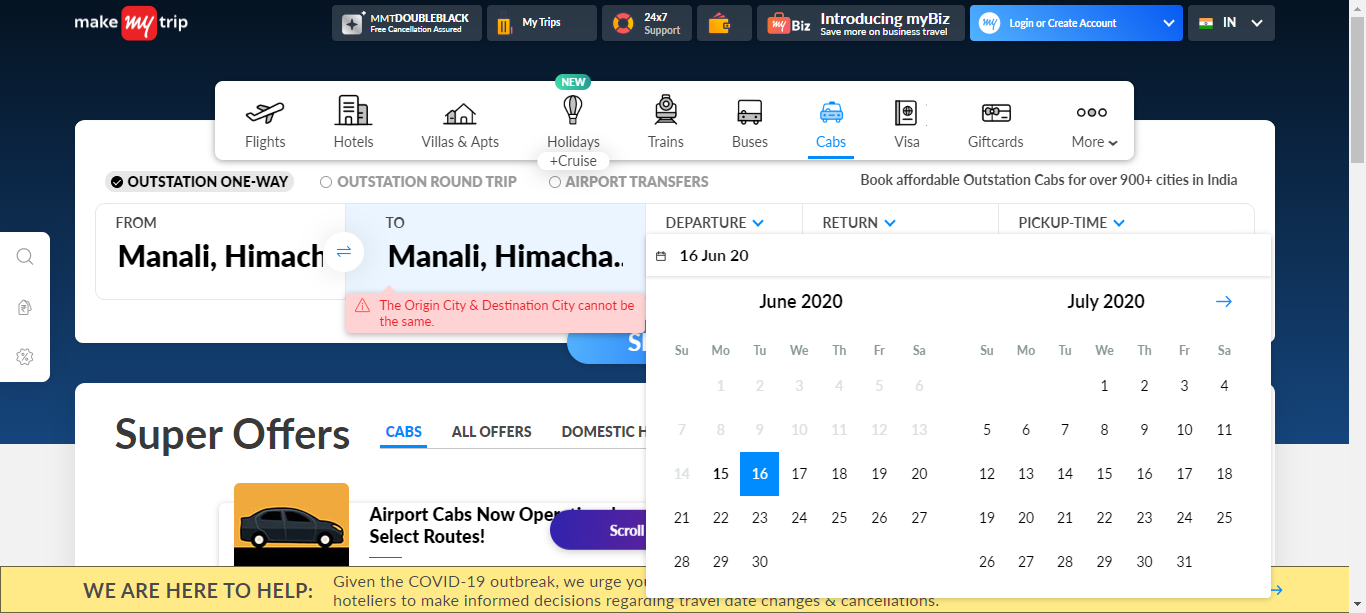 make my trip
MMTDOUBLEBLACK
Free Cancellation Assured
My Trips
24x7
Support
my Biz
Introducing myBiz
Save more on business travel
my
Login or Create Account
IN
NEW
Flights
Hotels
Villas & Apts
Holidays
+Cruise
Trains
Buses
Cabs
Visa
Giftcards
More
OUTSTATION ONE-WAY
OUTSTATION ROUND TRIP
AIRPORT TRANSFERS
Book affordable Outstation Cabs for over 900+ cities in India
FROM
Manali, Himach
TO
Manali, Himacha..
The Origin City & Destination City cannot be
the same.
DEPARTURE
RETURN
PICKUP-TIME
16 Jun 20
June 2020
Su Mo Tu We Th Fr Sa
1 2 3 4 5 6
7 8 9 10 11 12 13
14 15 16 17 18 19 20
21 22 23 24 25 26 27
28 29 30
July 2020
Su Mo Tu We Th Fr Sa
1 2 3 4
5 6 7 8 9 10 11
12 13 14 15 16 17 18
19 20 21 22 23 24 25
26 27 28 29 30 31
Super Offers
CABS
ALL OFFERS
DOMESTIC H
Airport Cabs Now
Select Routes!
Scroll
WE ARE HERE TO HELP:
Given the COVID-19 outbreak, we urge
hoteliers to make informed decisions regarding travel date changes & cancellations.